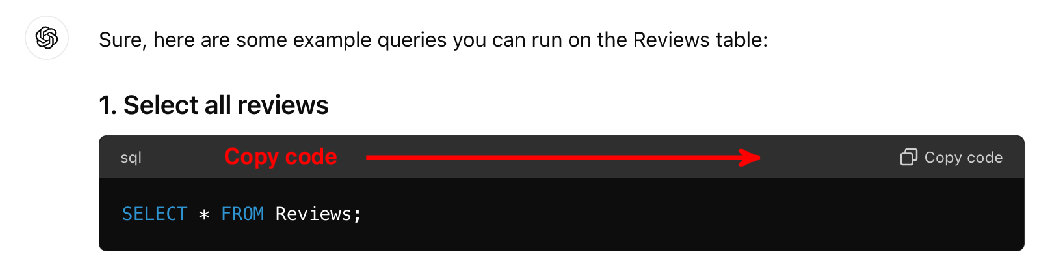 Sure, here are some example queries you can run on the Reviews table:
1. Select all reviews
sql Copy code Copy code
SELECT * FROM Reviews;